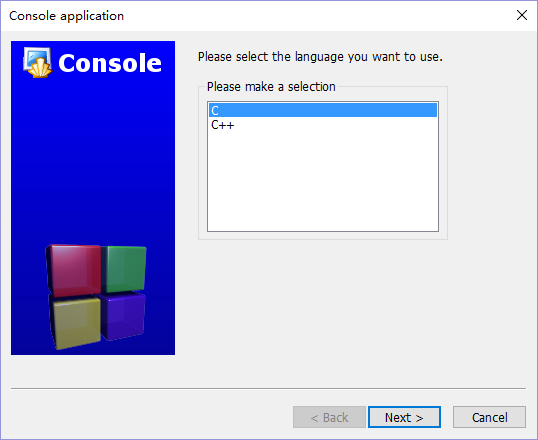 Console application
Console
Please select the language you want to use.
Please make a selection
C
C++
< Back
Next >
Cancel